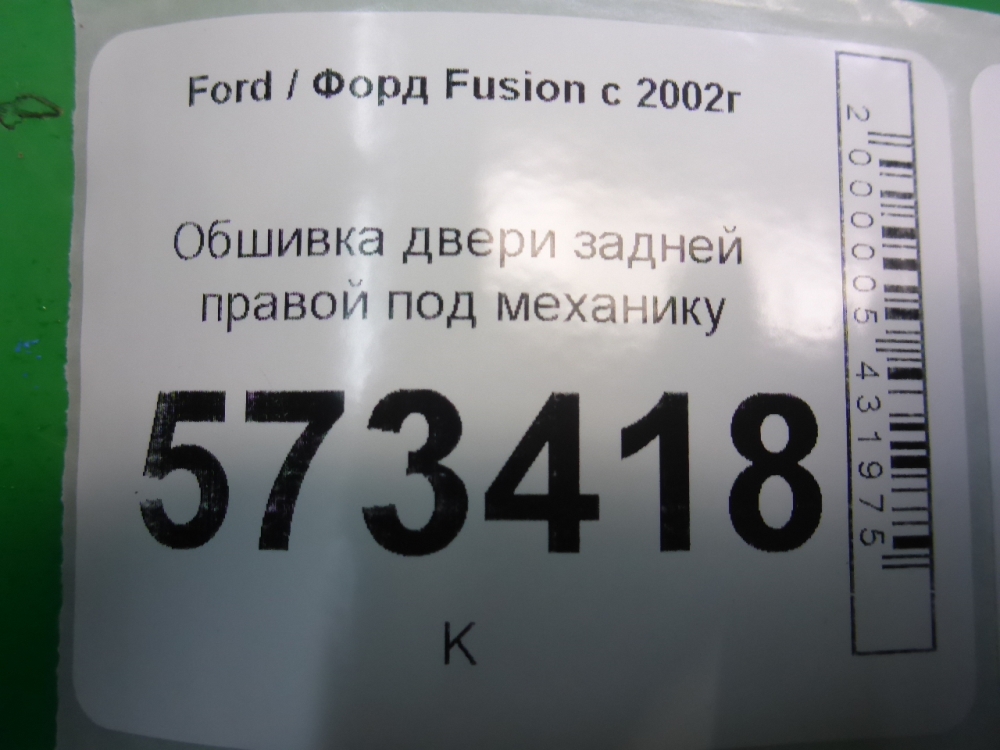 Ford / Форд Fusion с 2002г
Обшивка двери задней
правой под механику
573418
К
2000005431975